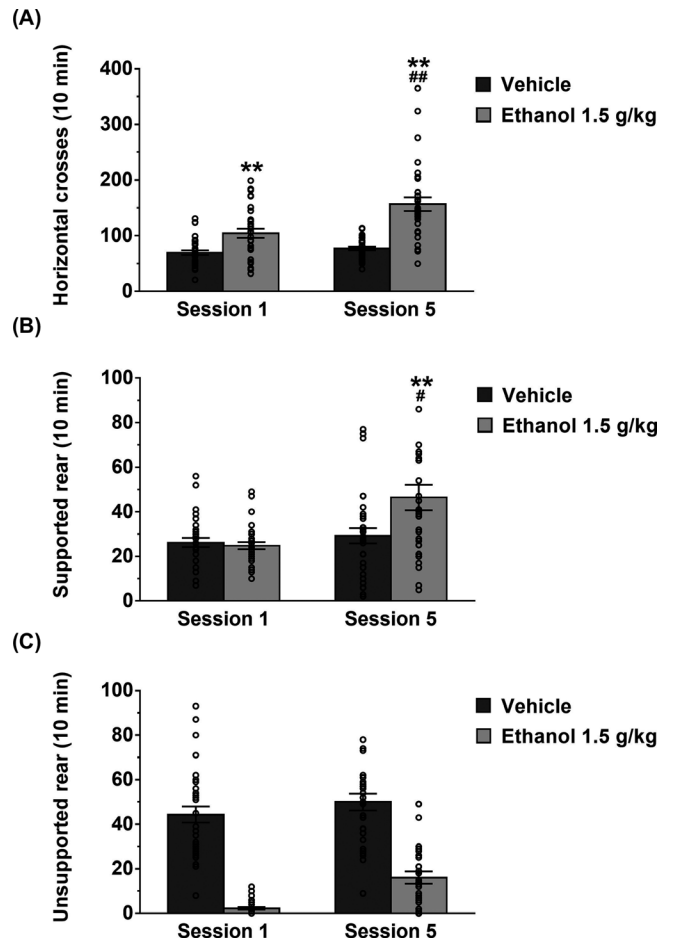 (A)
Horizontal crosses (10 min)
400
300
200
100
0
**
**
##
Vehicle
Ethanol 1.5 g/kg
Session 1
Session 5
(B)
Supported rear (10 min)
100
80
60
40
20
0
**
#
Vehicle
Ethanol 1.5 g/kg
Session 1
Session 5
(C)
Unsupported rear (10 min)
100
80
60
40
20
0
Vehicle
Ethanol 1.5 g/kg
Session 1
Session 5